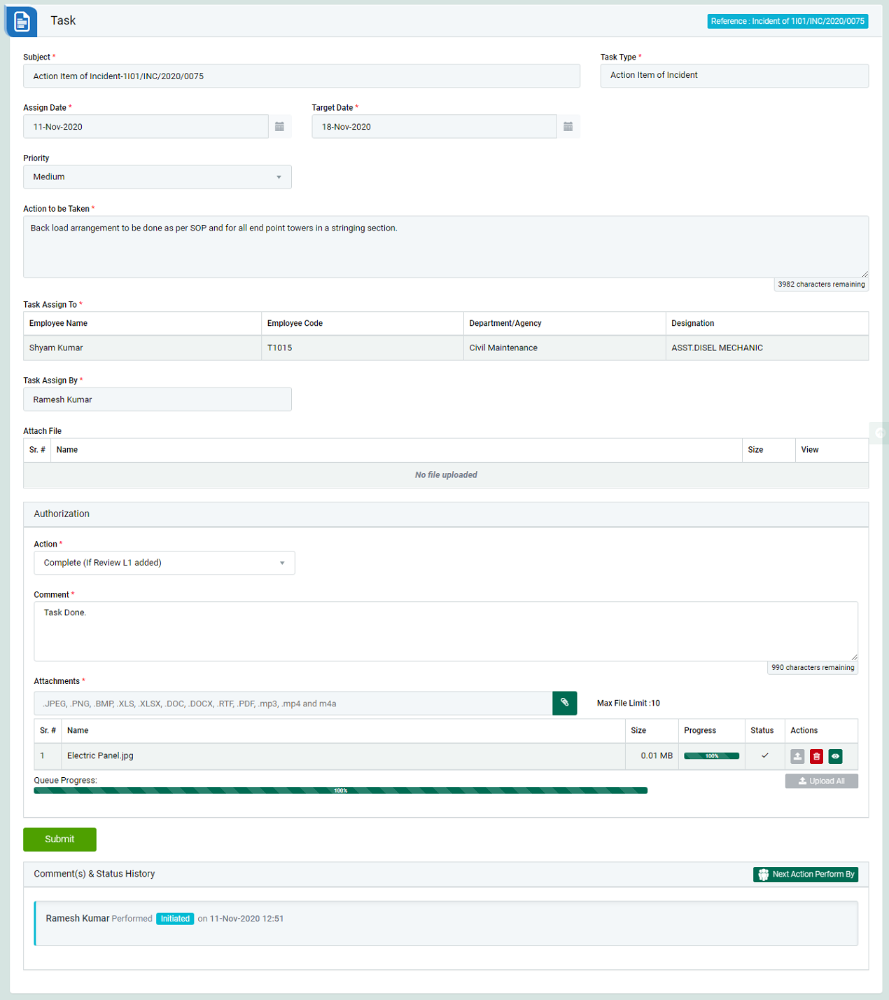 Task
Reference : Incident of 1I01/INC/2020/0075
Subject *
Task Type *
Action Item of Incident-1I01/INC/2020/0075
Action Item of Incident
Assign Date *
Target Date *
11-Nov-2020
18-Nov-2020
Priority
Medium
Action to be Taken *
Back load arrangement to be done as per SOP and for all end point towers in a stringing section.
3982 characters remaining
Task Assign To *
Employee Name Employee Code Department/Agency Designation
Shyam Kumar T1015 Civil Maintenance ASST.DISEL MECHANIC
Task Assign By *
Ramesh Kumar
Attach File
Sr. # Name Size View
No file uploaded
Authorization
Action *
Complete (If Review L1 added)
Comment *
Task Done.
990 characters remaining
Attachments *
.JPEG, .PNG, .BMP, .XLS, .XLSX, .DOC, .DOCX, .RTF, .PDF, .mp3, .mp4 and m4a
Max File Limit :10
Sr. # Name Size Progress Status Actions
1 Electric Panel.jpg 0.01 MB 100%
Queue Progress:
Upload All
100%
Submit
Comment(s) & Status History
Next Action Perform By
Ramesh Kumar Performed Initiated on 11-Nov-2020 12:51